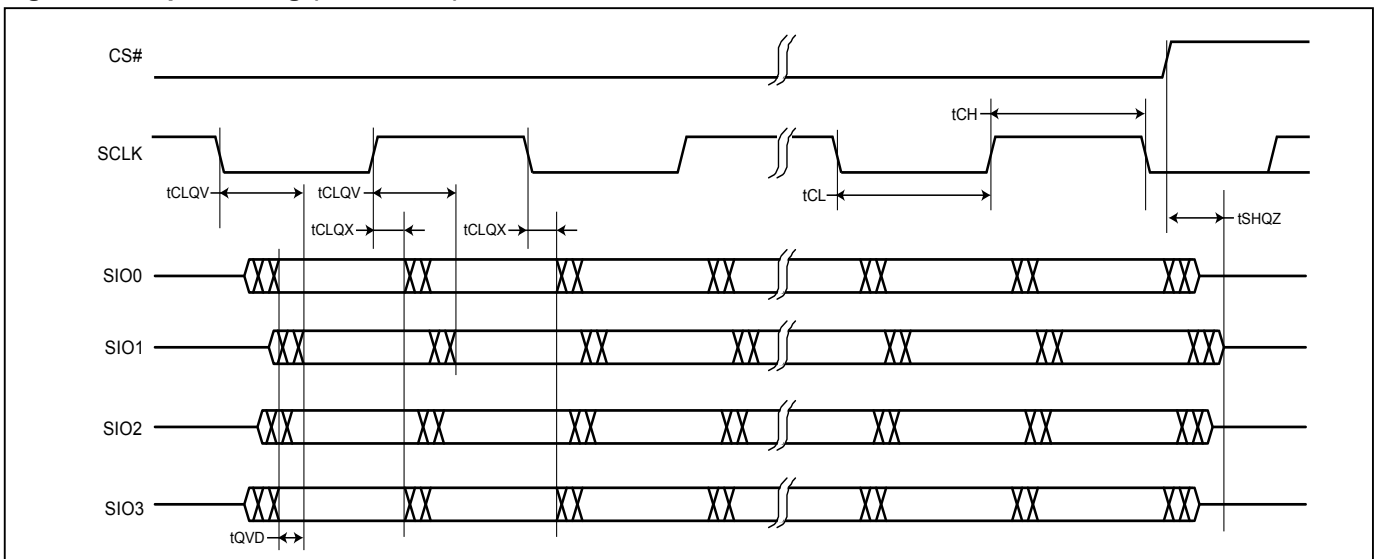 CS#
tCH
SCLK
tCLQV
tCLQV
tCL
tSHQZ
tCLQX
tCLQX
SIO0
SIO1
SIO2
SIO3
tQVD